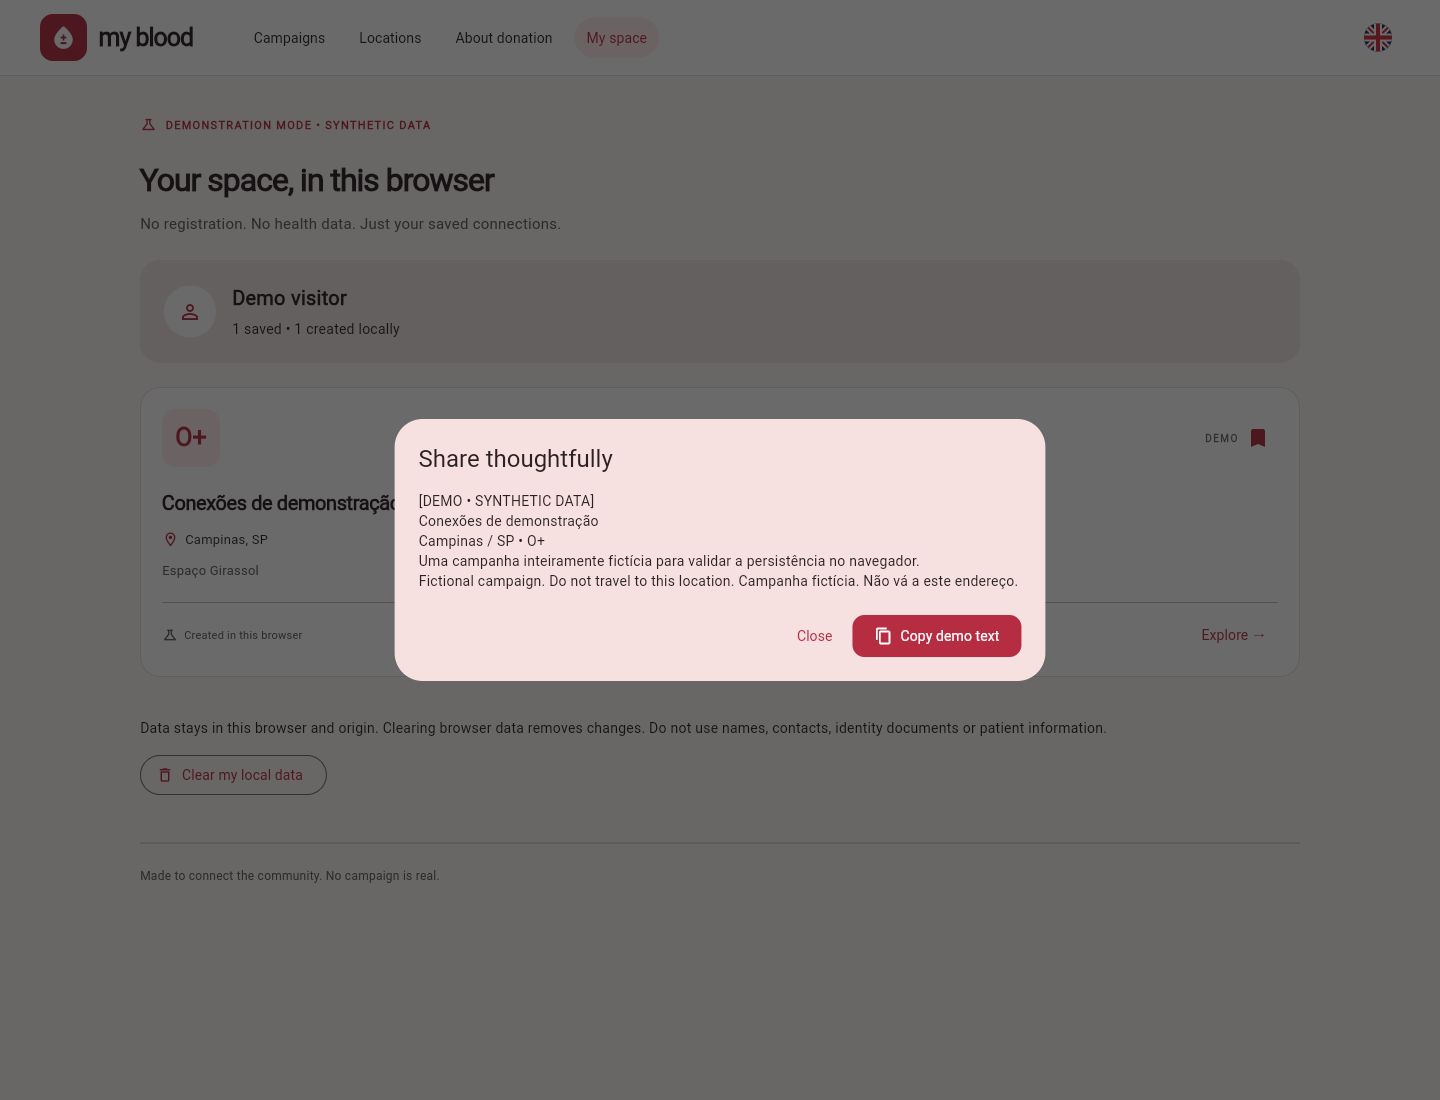 my blood
Campaigns
Locations
About donation
My space
DEMONSTRATION MODE • SYNTHETIC DATA
Your space, in this browser
No registration. No health data. Just your saved connections.
Demo visitor
1 saved • 1 created locally
O+
DEMO
Conexões de demonstração
Campinas, SP
Espaço Girassol
Created in this browser
Explore →
Share thoughtfully
[DEMO • SYNTHETIC DATA]
Conexões de demonstração
Campinas / SP • O+
Uma campanha inteiramente fictícia para validar a persistência no navegador.
Fictional campaign. Do not travel to this location. Campanha fictícia. Não vá a este endereço.
Close
Copy demo text
Data stays in this browser and origin. Clearing browser data removes changes. Do not use names, contacts, identity documents or patient information.
Clear my local data
Made to connect the community. No campaign is real.